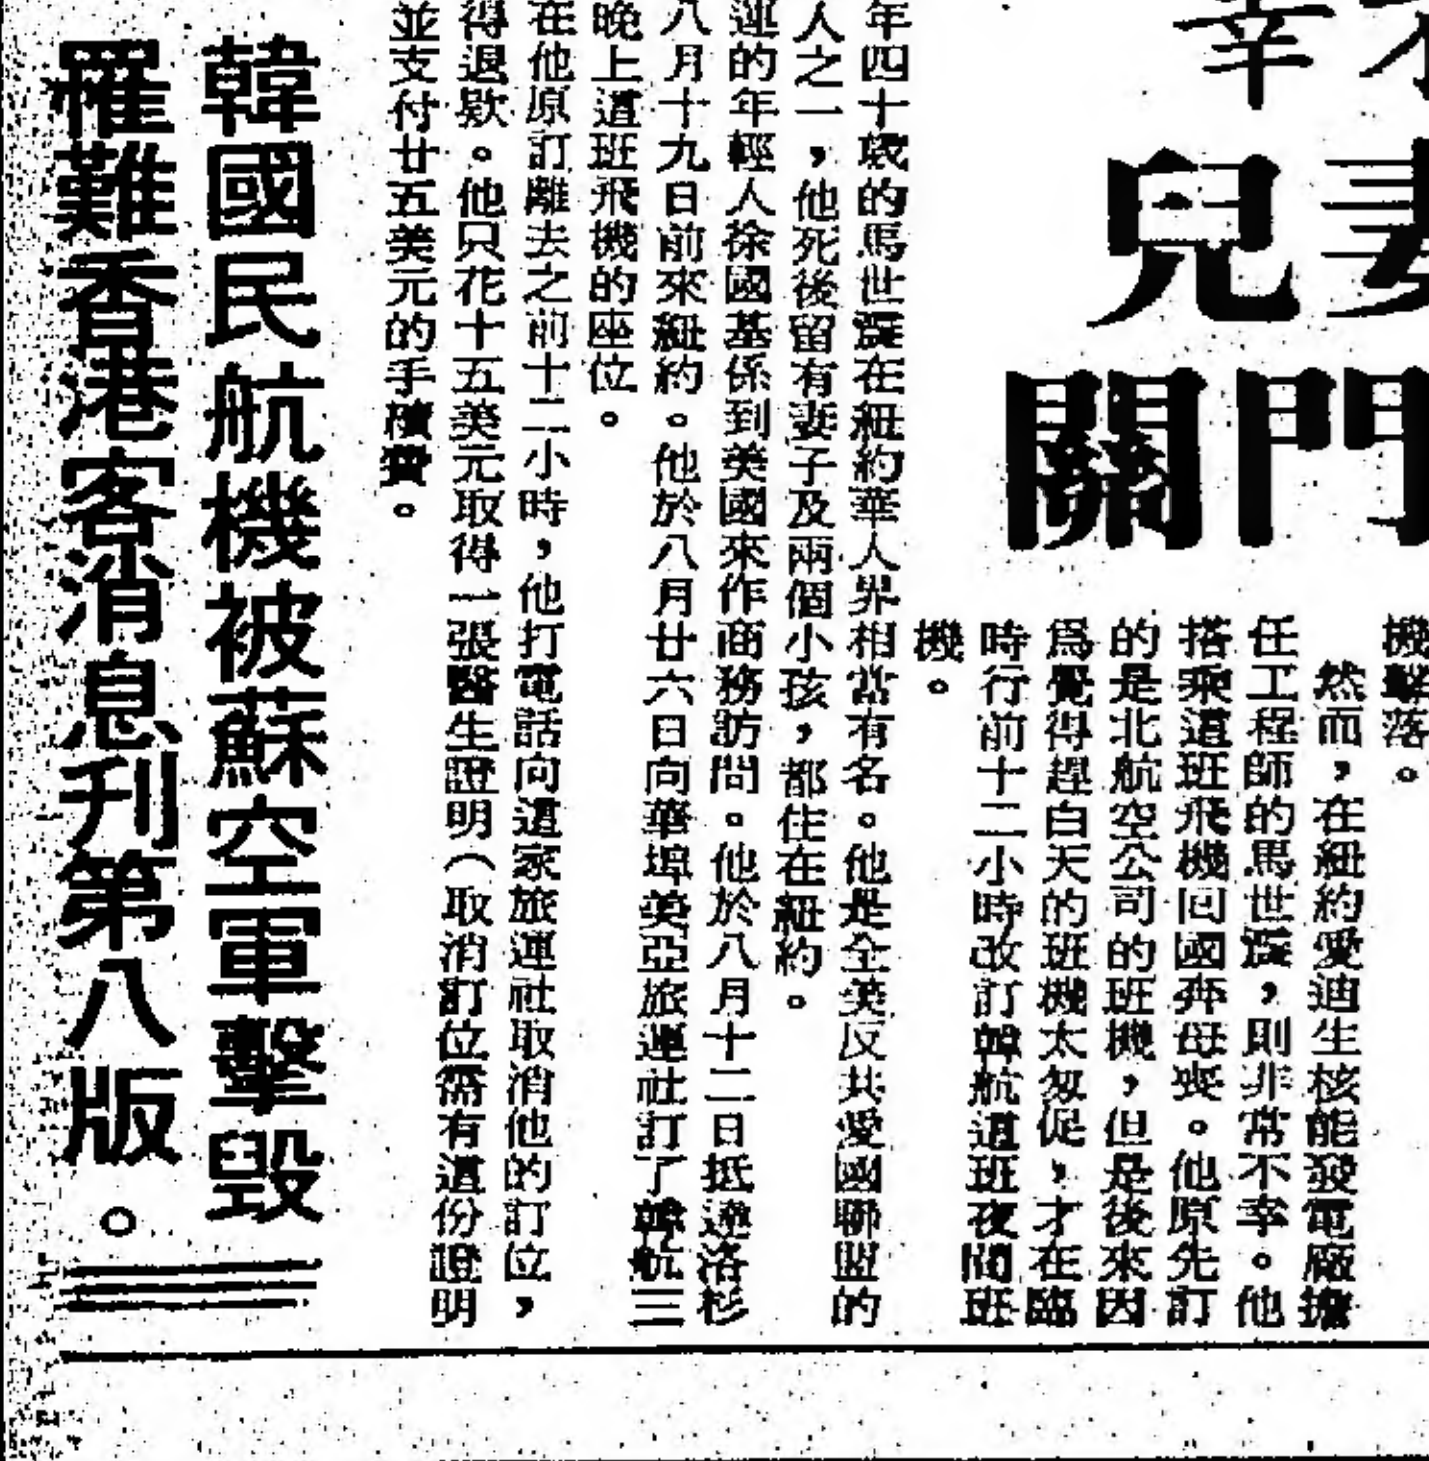 妻門
幸兒關
機擊落。
然而，在紐約愛迪生核能發電廠擔
任工程師的馬世濂，則非常不幸。他
搭乘這班飛機回國奔母喪。他原先訂
的是北航空公司的班機，但是後來因
爲覺得趕白天的班機太匆促，才在臨
時行前十二小時改訂韓航這班夜間班
機。
年四十歲的馬世濂在紐約華人界相當有名。他是全美反共愛國聯盟的
人之一，他死後留有妻子及兩個小孩，都住在紐約。
運的年輕人徐國基係到美國來作商務訪問。他於八月十二日抵達洛杉
八月十九日前來紐約。他於八月廿六日向華埠美亞旅運社訂了韓航三
晚上這班飛機的座位。
在他原訂離去之前十二小時，他打電話向這家旅運社取消他的訂位，
得退款。他只花十五美元取得一張醫生證明（取消訂位需有這份證明
並支付廿五美元的手續費。
韓國民航機被蘇空軍擊毀
罹難香港客消息刊第八版。